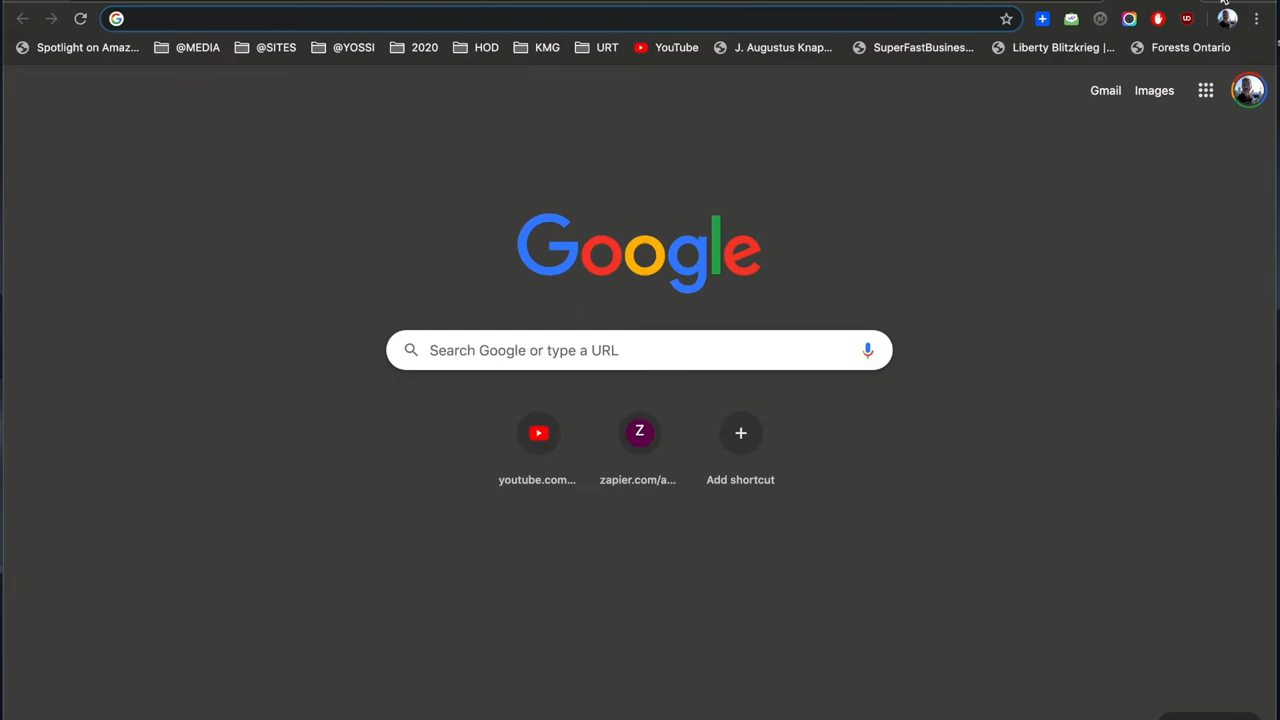 Spotlight on Amaz... @MEDIA @SITES @YOSSI 2020 HOD KMG URT YouTube J. Augustus Knap... SuperFastBusines... Liberty Blitzkrieg |... Forests Ontario
Gmail Images
Google
Search Google or type a URL
Z
youtube.com... zapier.com/a... Add shortcut